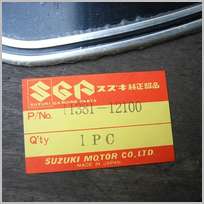 SGP スズキ純正部品
SUZUKI GENUINE PARTS
P/No. 11351-12100
Q'ty 1PC
SUZUKI MOTOR CO.,LTD.
MADE IN JAPAN